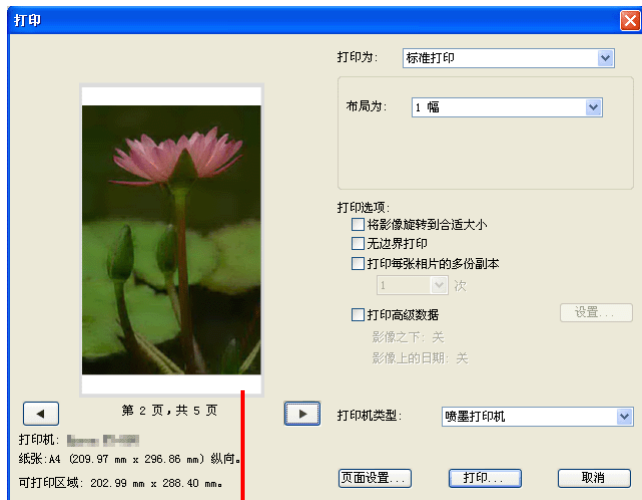 打印
打印为: 标准打印
布局为: 1 幅
打印选项:
将影像旋转到合适大小
无边界打印
打印每张相片的多份副本
1 次
打印高级数据 设置...
影像之下: 关
影像上的日期: 关
第 2 页,共 5 页
打印机类型: 喷墨打印机
打印机:
纸张:A4 (209.97 mm x 296.86 mm) 纵向。
可打印区域: 202.99 mm x 288.40 mm。
页面设置... 打印... 取消